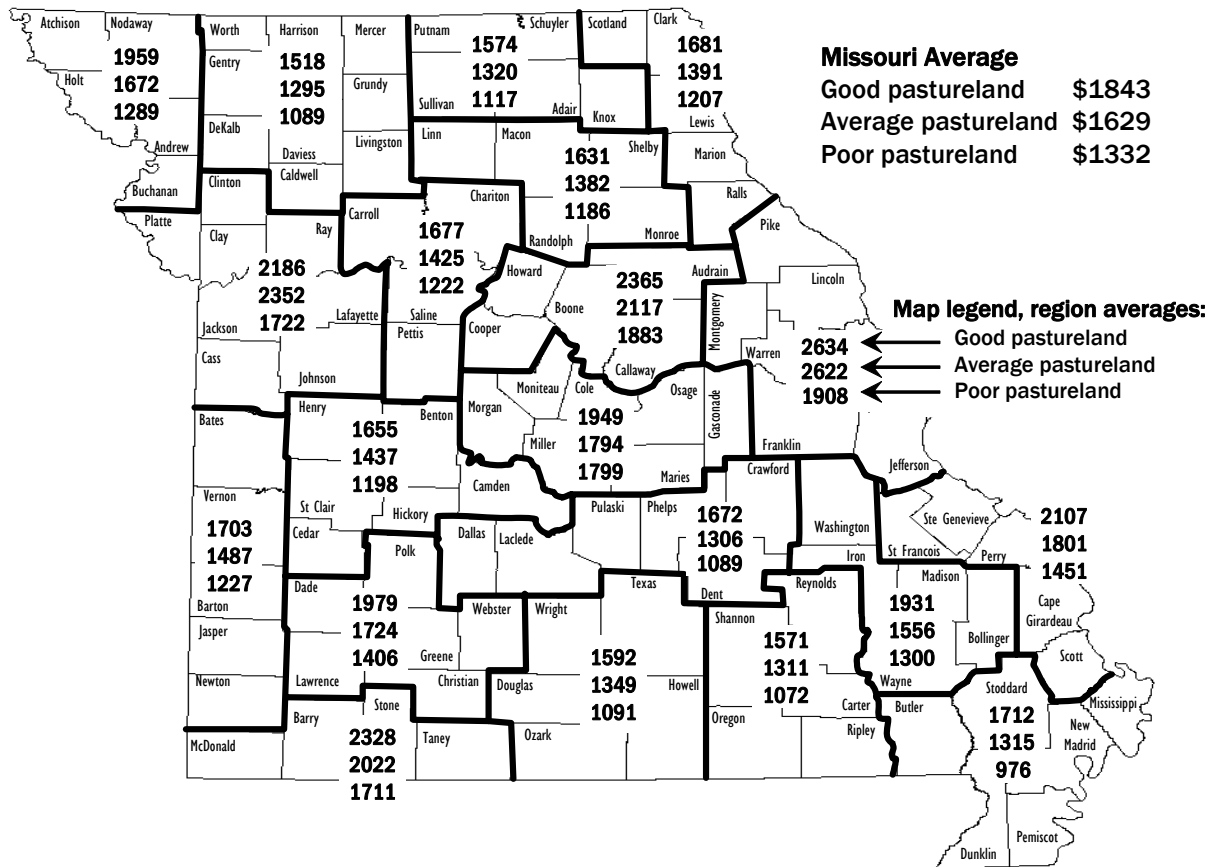 Atchison
Nodaway
Worth
Harrison
Mercer
Putnam
Schuyler
Scotland
Clark
1959
1672
1289
Holt
Gentry
1518
1295
1089
Grundy
1574
1320
1117
Sullivan
Adair
Knox
1681
1391
1207
Lewis
Missouri Average
Good pastureland $1843
Average pastureland $1629
Poor pastureland $1332
Andrew
DeKalb
Daviess
Livingston
Linn
Macon
Shelby
Marion
Buchanan
Clinton
Caldwell
1631
1382
1186
Platte
Clay
Ray
Carroll
Chariton
Randolph
Monroe
Ralls
Pike
2186
2352
1722
1677
1425
1222
Howard
Boone
2365
2117
1883
Audrain
Lincoln
Jackson
Lafayette
Saline
Pettis
Cooper
Callaway
Montgomery
Warren
Map legend, region averages:
2634 Good pastureland
2622 Average pastureland
1908 Poor pastureland
Cass
Johnson
Moniteau
Cole
Osage
Gasconade
Bates
Henry
Benton
Morgan
1655
1437
1198
Miller
1949
1794
1799
Maries
Franklin
Crawford
Jefferson
Vernon
St Clair
Hickory
Camden
Pulaski
Phelps
Washington
Ste Genevieve
1703
1487
1227
Cedar
Polk
Dallas
Laclede
1672
1306
1089
Iron
St Francois
Perry
2107
1801
1451
Barton
Dade
Texas
Dent
Reynolds
Madison
Jasper
1979
1724
1406
Webster
Wright
Shannon
1931
1556
1300
Bollinger
Cape
Girardeau
Greene
1592
1349
1091
1571
1311
1072
Scott
Newton
Lawrence
Christian
Douglas
Howell
Wayne
Stoddard
Barry
Stone
Oregon
Carter
Butler
Mississippi
McDonald
2328
2022
1711
Taney
Ozark
Ripley
1712
1315
976
New
Madrid
Pemiscot
Dunklin